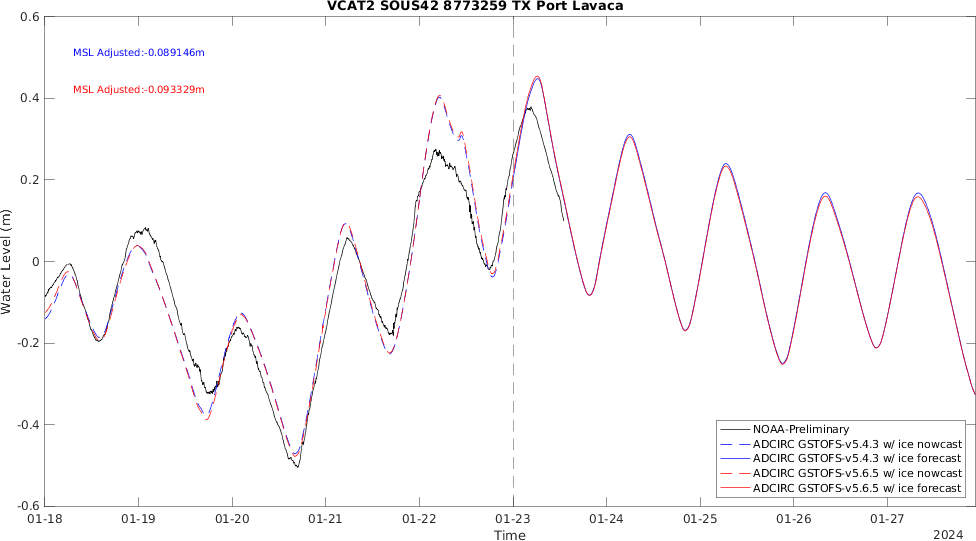 VCAT2 SOUS42 8773259 TX Port Lavaca
0.6
MSL Adjusted:-0.089146m
MSL Adjusted:-0.093329m
0.4
0.2
0
-0.2
-0.4
-0.6
Water Level (m)
NOAA-Preliminary
ADCIRC GSTOFS-v5.4.3 w/ ice nowcast
ADCIRC GSTOFS-v5.4.3 w/ ice forecast
ADCIRC GSTOFS-v5.6.5 w/ ice nowcast
ADCIRC GSTOFS-v5.6.5 w/ ice forecast
01-18 01-19 01-20 01-21 01-22 01-23 01-24 01-25 01-26 01-27
Time
2024